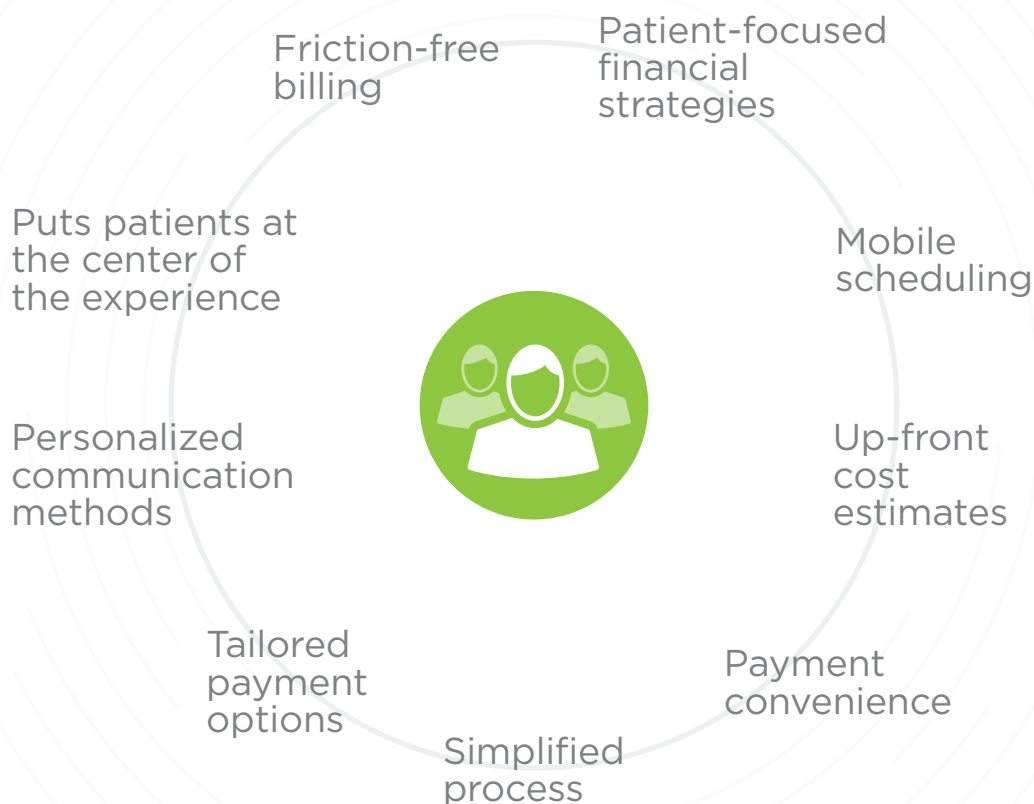 Friction-free
billing
Patient-focused
financial
strategies
Puts patients at
the center of
the experience
Mobile
scheduling
Personalized
communication
methods
Up-front
cost
estimates
Tailored
payment
options
Payment
convenience
Simplified
process